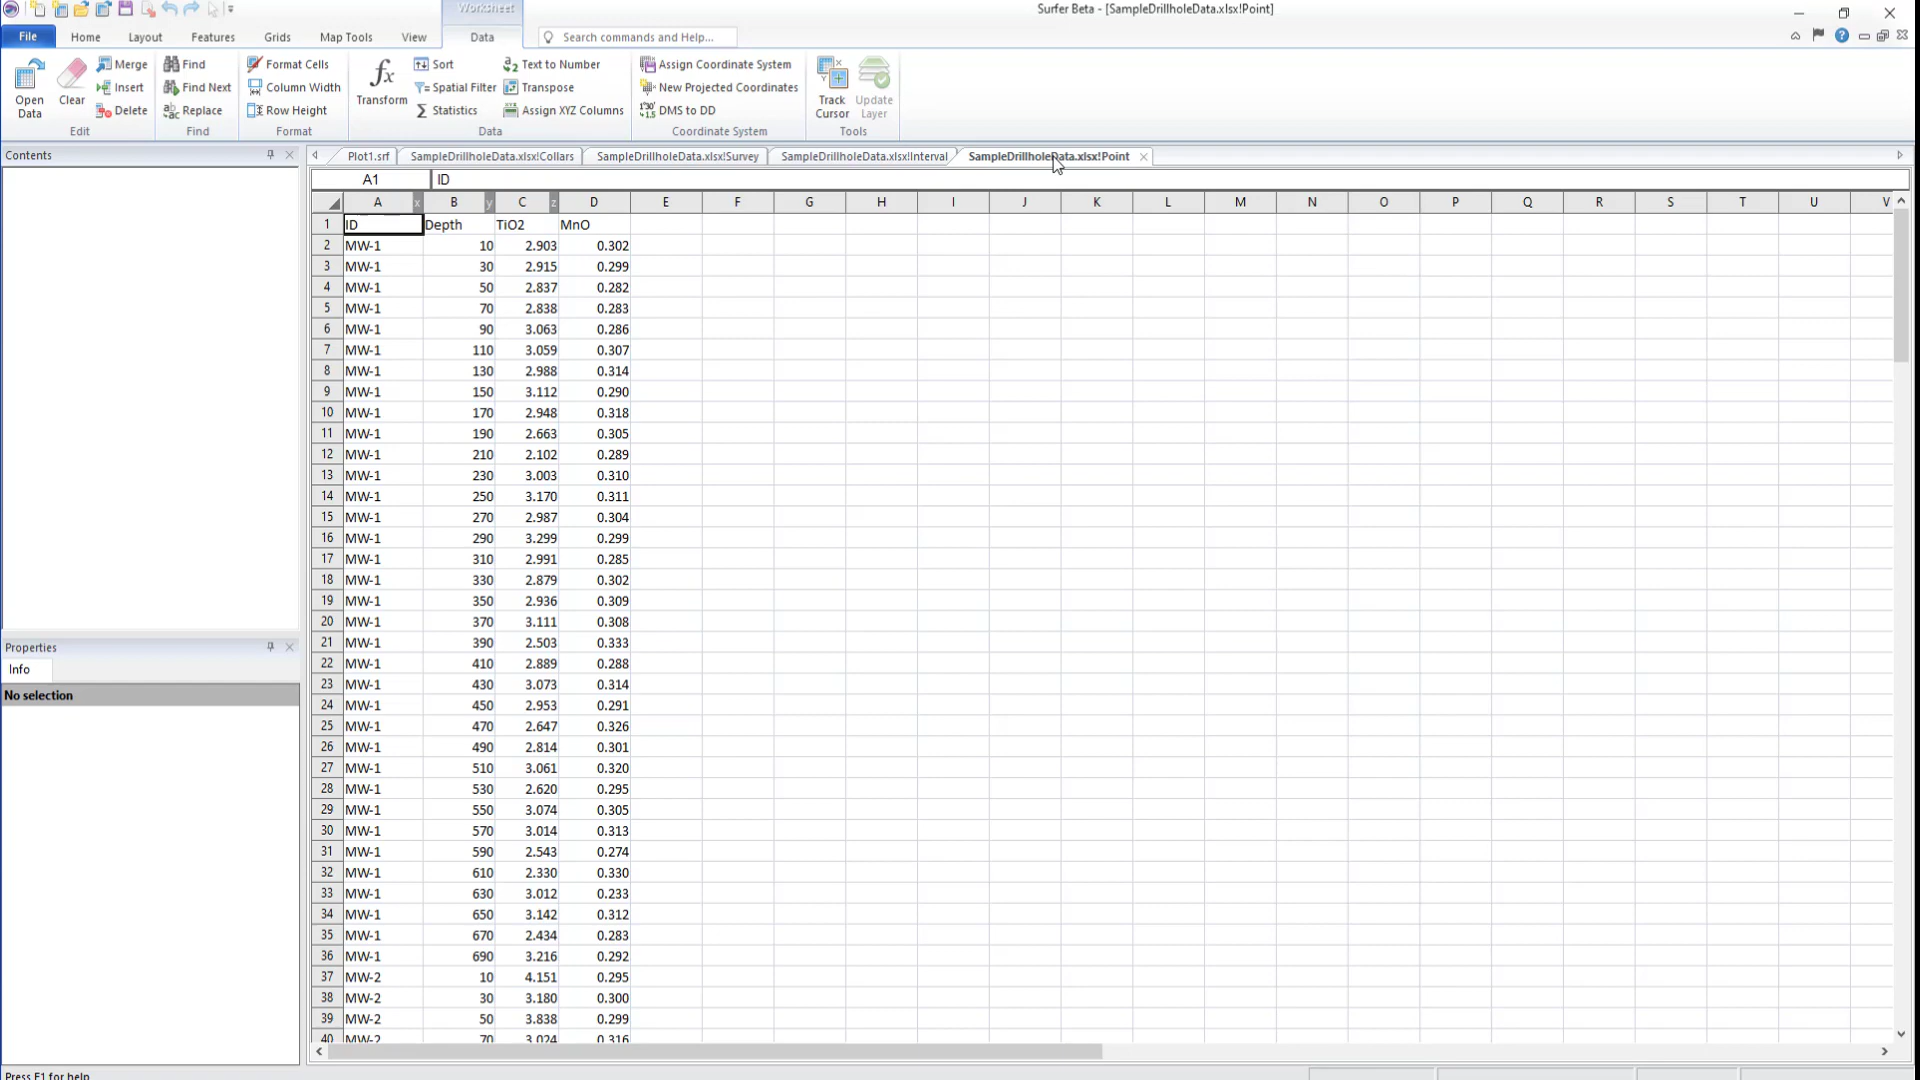 Worksheet
Surfer Beta - [SampleDrillholeData.xlsx!Point]
File Home Layout Features Grids Map Tools View Data Search commands and Help...
Open Data
Clear
Merge
Insert
Delete
Edit
Find
Find Next
Replace
Find
Format Cells
Column Width
Row Height
Format
Transform
Sort
Spatial Filter
Statistics
Text to Number
Transpose
Assign XYZ Columns
Data
Assign Coordinate System
New Projected Coordinates
DMS to DD
Coordinate System
Track Cursor
Update Layer
Tools
Contents
Plot1.srf SampleDrillholeData.xlsx!Collars SampleDrillholeData.xlsx!Survey SampleDrillholeData.xlsx!Interval SampleDrillholeData.xlsx!Point
A1 ID
A x B y C z D E F G H I J K L M N O P Q R S T U V
1 ID Depth TiO2 MnO
2 MW-1 10 2.903 0.302
3 MW-1 30 2.915 0.299
4 MW-1 50 2.837 0.282
5 MW-1 70 2.838 0.283
6 MW-1 90 3.063 0.286
7 MW-1 110 3.059 0.307
8 MW-1 130 2.988 0.314
9 MW-1 150 3.112 0.290
10 MW-1 170 2.948 0.318
11 MW-1 190 2.663 0.305
12 MW-1 210 2.102 0.289
13 MW-1 230 3.003 0.310
14 MW-1 250 3.170 0.311
15 MW-1 270 2.987 0.304
16 MW-1 290 3.299 0.299
17 MW-1 310 2.991 0.285
18 MW-1 330 2.879 0.302
19 MW-1 350 2.936 0.309
20 MW-1 370 3.111 0.308
21 MW-1 390 2.503 0.333
22 MW-1 410 2.889 0.288
23 MW-1 430 3.073 0.314
24 MW-1 450 2.953 0.291
25 MW-1 470 2.647 0.326
26 MW-1 490 2.814 0.301
27 MW-1 510 3.061 0.320
28 MW-1 530 2.620 0.295
29 MW-1 550 3.074 0.305
30 MW-1 570 3.014 0.313
31 MW-1 590 2.543 0.274
32 MW-1 610 2.330 0.330
33 MW-1 630 3.012 0.233
34 MW-1 650 3.142 0.312
35 MW-1 670 2.434 0.283
36 MW-1 690 3.216 0.292
37 MW-2 10 4.151 0.295
38 MW-2 30 3.180 0.300
39 MW-2 50 3.838 0.299
40 MW-2 70 3.024 0.316
Properties
Info
No selection
Press F1 for help